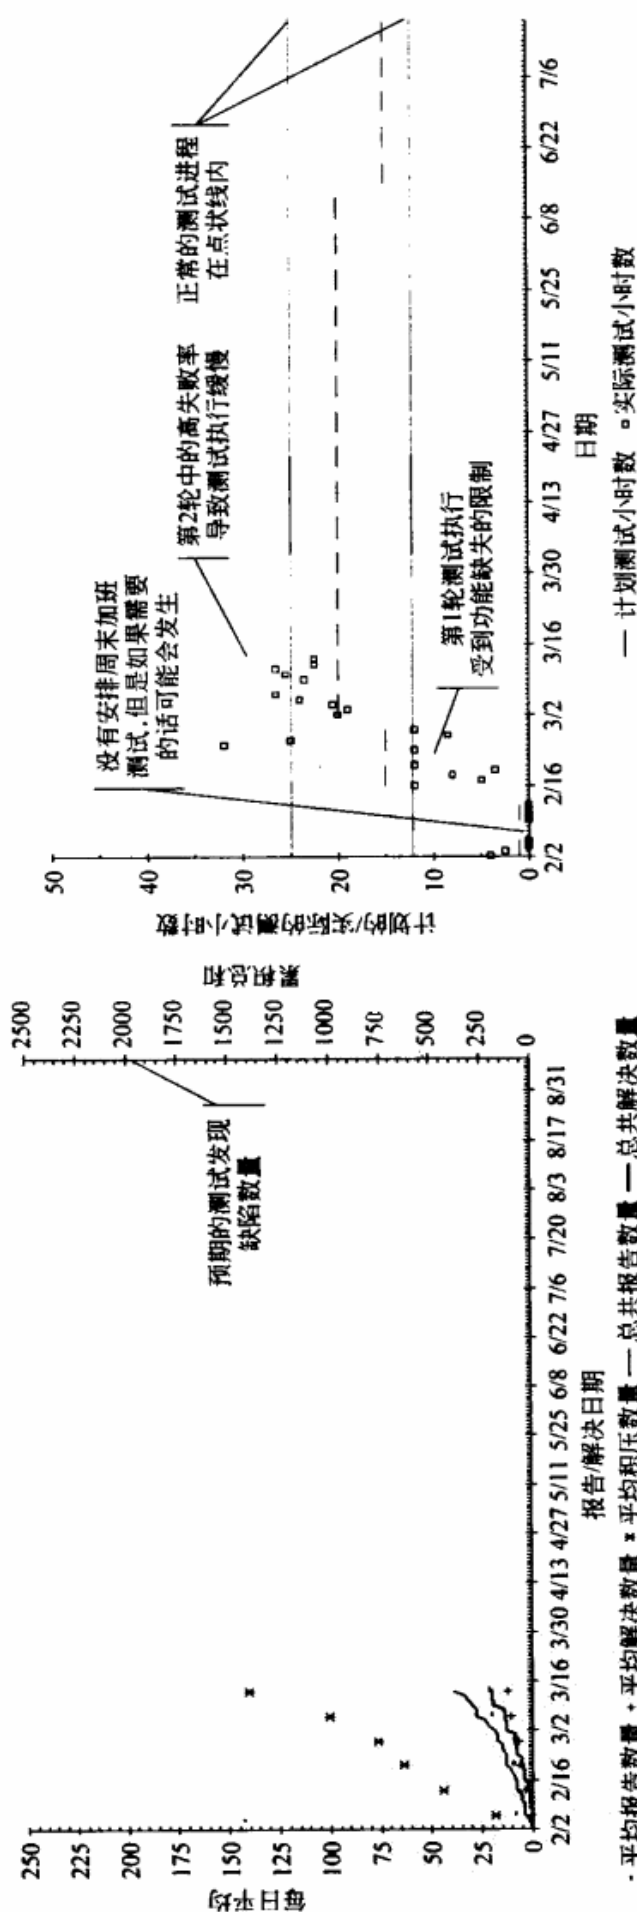 250
225
200
175
150
125
100
75
50
25
0
每日平均
2500
2250
2000
1750
1500
1250
1000
750
500
250
0
累积总和
预期的测试发现
缺陷数量
2/2 2/16 3/2 3/16 3/30 4/13 4/27 5/11 5/25 6/8 6/22 7/6 7/20 8/3 8/17 8/31
报告/解决日期
平均报告数量 + 平均解决数量 × 平均积压数量 — 总共报告数量 — 总共解决数量
50
40
30
20
10
0
计划的/实际的测试小时数
没有安排周末加班
测试,但是如果需要
的话可能会发生
第2轮中的高失败率
导致测试执行缓慢
正常的测试进程
在点状线内
第1轮测试执行
受到功能缺失的限制
2/2 2/16 3/2 3/16 3/30 4/13 4/27 5/11 5/25 6/8 6/22 7/6
日期
— 计划测试小时数 ▫ 实际测试小时数